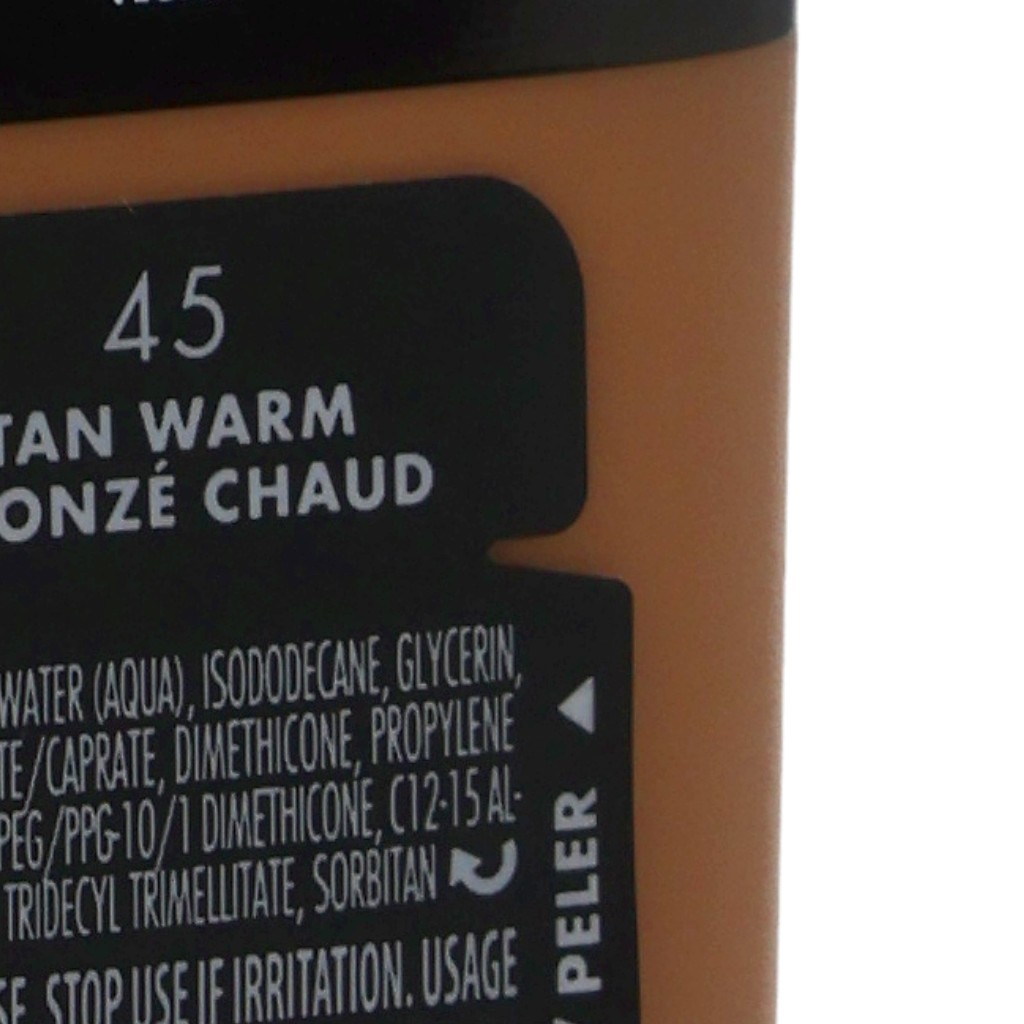 45
TAN WARM
ONZÉ CHAUD
WATER (AQUA), ISODODECANE, GLYCERIN,
TE/CAPRATE, DIMETHICONE, PROPYLENE
PEG/PPG-10/1 DIMETHICONE, C12-15 AL-
TRIDECYL TRIMELLITATE, SORBITAN
SE. STOP USE IF IRRITATION. USAGE
/ PELER